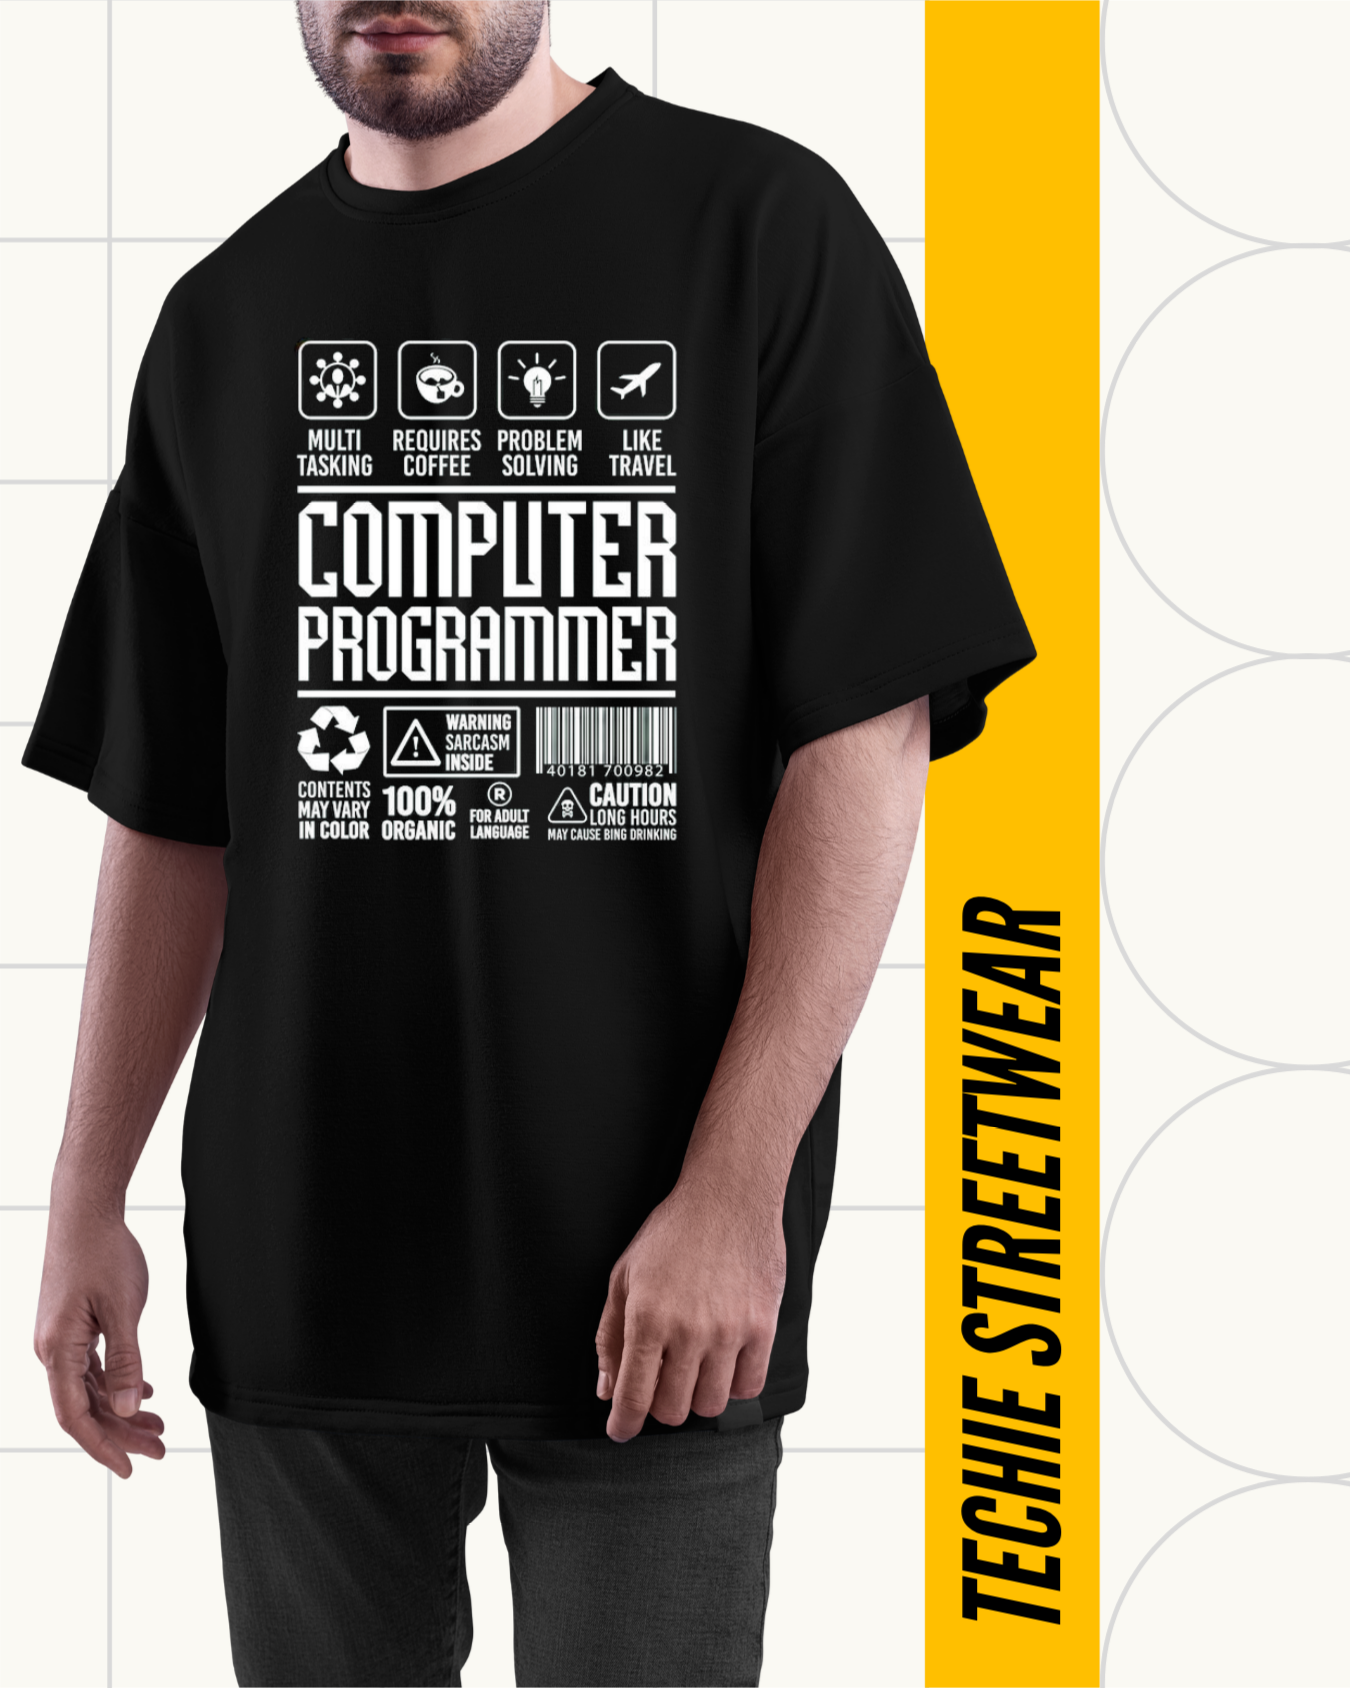 MULTI
TASKING
REQUIRES
COFFEE
PROBLEM
SOLVING
LIKE
TRAVEL
COMPUTER
PROGRAMMER
WARNING
SARCASM
INSIDE
40181 700982
CONTENTS
MAY VARY
IN COLOR
100%
ORGANIC
®
FOR ADULT
LANGUAGE
CAUTION
LONG HOURS
MAY CAUSE BING DRINKING
TECHIE STREETWEAR